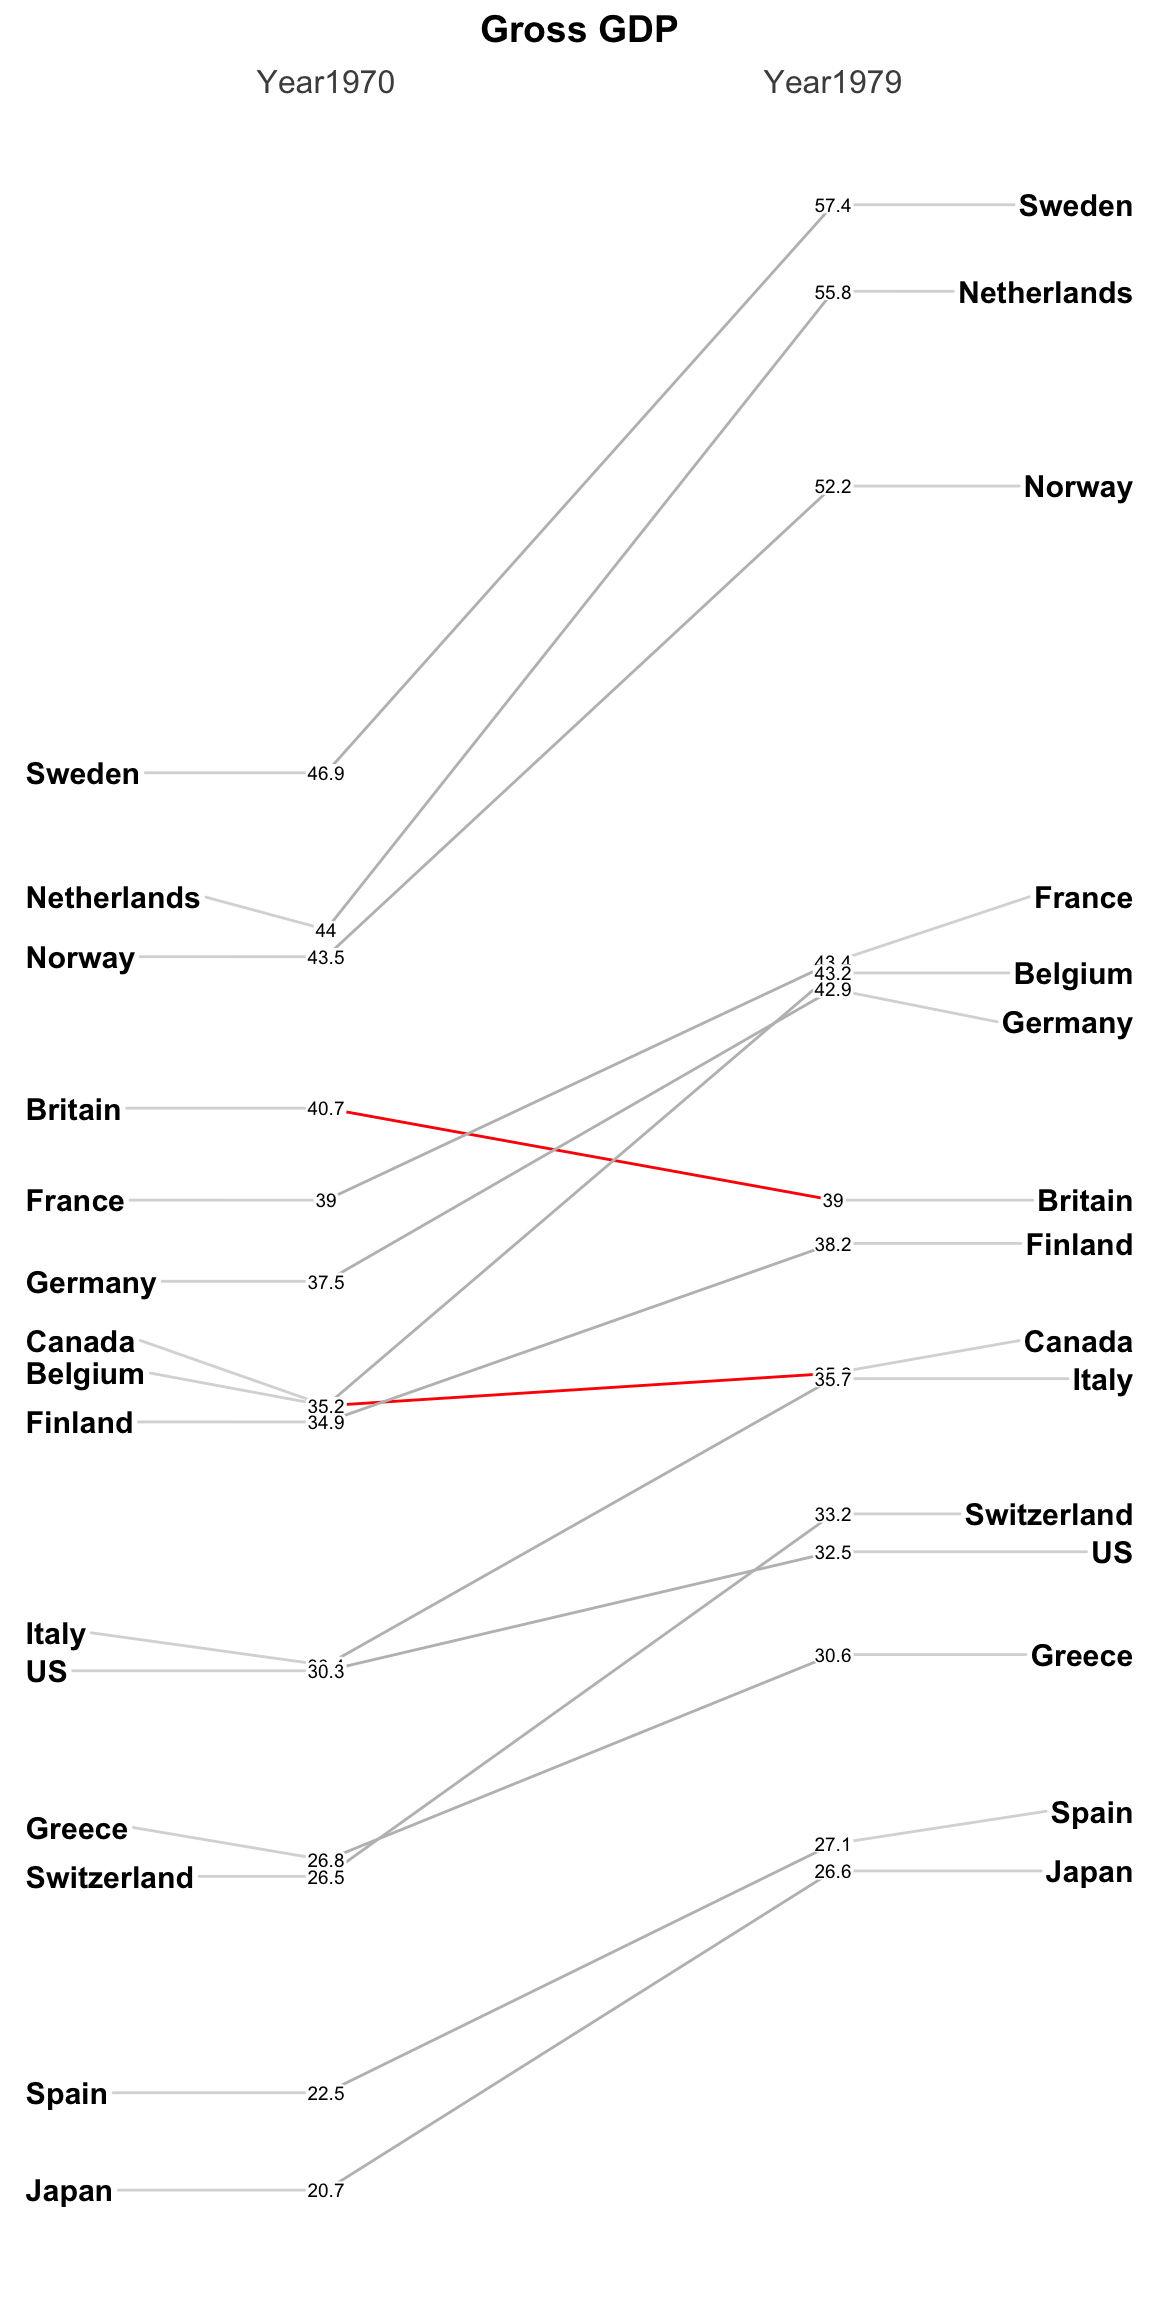 Gross GDP
Year1970 Year1979
57.4 Sweden
55.8 Netherlands
52.2 Norway
Sweden 46.9
Netherlands 44
France
Norway 43.5
43.4
43.2 Belgium
42.9 Germany
Britain 40.7
France 39 39 Britain
38.2 Finland
Germany 37.5
Canada Canada
Belgium 35.7 Italy
35.2
Finland 34.9
33.2 Switzerland
32.5 US
Italy
US 30.3
30.6 Greece
Greece 26.8
Spain
27.1
Switzerland 26.5
26.6 Japan
Spain 22.5
Japan 20.7